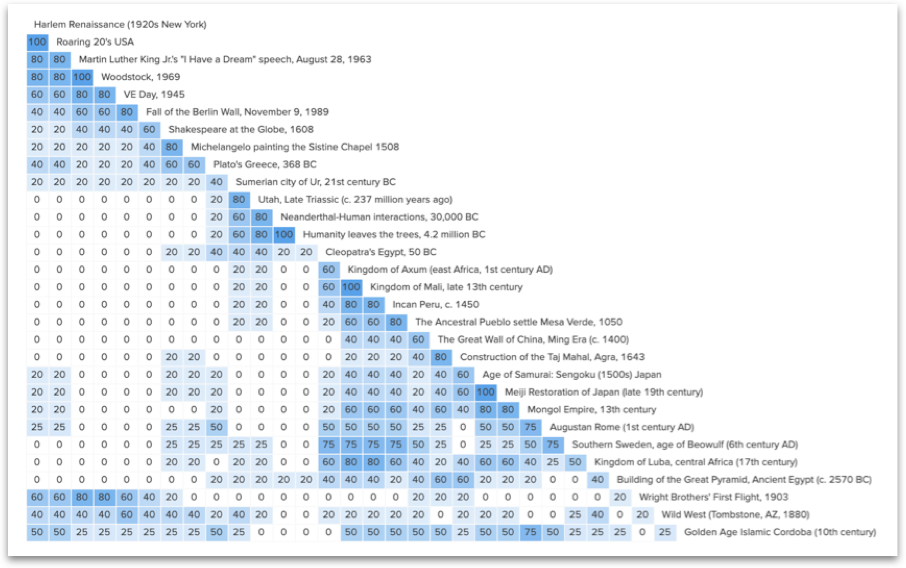 Harlem Renaissance (1920s New York)
100 Roaring 20's USA
80 80 Martin Luther King Jr.'s "I Have a Dream" speech, August 28, 1963
80 80 100 Woodstock, 1969
60 60 80 80 VE Day, 1945
40 40 60 60 80 Fall of the Berlin Wall, November 9, 1989
20 20 40 40 40 60 Shakespeare at the Globe, 1608
20 20 20 20 20 40 80 Michelangelo painting the Sistine Chapel 1508
40 40 20 20 20 40 60 60 Plato's Greece, 368 BC
20 20 20 20 20 20 20 20 40 Sumerian city of Ur, 21st century BC
0 0 0 0 0 0 0 0 20 80 Utah, Late Triassic (c. 237 million years ago)
0 0 0 0 0 0 0 0 20 60 80 Neanderthal-Human interactions, 30,000 BC
0 0 0 0 0 0 0 0 20 60 80 100 Humanity leaves the trees, 4.2 million BC
0 0 0 0 0 0 20 20 40 40 40 20 20 Cleopatra's Egypt, 50 BC
0 0 0 0 0 0 0 0 0 20 20 0 0 60 Kingdom of Axum (east Africa, 1st century AD)
0 0 0 0 0 0 0 0 0 20 20 0 0 60 100 Kingdom of Mali, late 13th century
0 0 0 0 0 0 0 0 0 20 20 0 0 40 80 80 Incan Peru, c. 1450
0 0 0 0 0 0 0 0 0 20 20 0 0 20 60 60 80 The Ancestral Pueblo settle Mesa Verde, 1050
0 0 0 0 0 0 0 0 0 0 0 0 0 0 40 40 40 60 The Great Wall of China, Ming Era (c. 1400)
0 0 0 0 0 0 20 20 0 0 0 0 0 0 20 20 20 40 80 Construction of the Taj Mahal, Agra, 1643
20 20 0 0 0 0 20 20 0 0 0 0 0 20 40 40 40 20 40 60 Age of Samurai: Sengoku (1500s) Japan
20 20 0 0 0 0 20 20 0 0 0 0 0 20 40 40 40 20 40 60 100 Meiji Restoration of Japan (late 19th century)
20 20 0 0 0 0 0 0 20 0 0 0 0 20 60 60 60 40 60 40 80 80 Mongol Empire, 13th century
25 25 0 0 0 0 25 25 50 0 0 0 0 50 50 50 50 25 25 0 50 50 75 Augustan Rome (1st century AD)
0 0 0 0 0 0 25 25 25 25 25 0 0 75 75 75 75 50 25 0 25 25 50 75 Southern Sweden, age of Beowulf (6th century AD)
0 0 0 0 0 0 20 20 0 20 20 0 0 60 80 80 60 40 20 40 60 60 40 25 50 Kingdom of Luba, central Africa (17th century)
0 0 0 0 0 0 0 0 20 20 20 20 20 40 40 40 20 40 60 60 20 20 20 0 0 40 Building of the Great Pyramid, Ancient Egypt (c. 2570 BC)
60 60 80 80 60 40 20 0 0 0 0 0 0 0 0 0 0 20 20 20 0 0 0 0 0 0 20 Wright Brothers' First Flight, 1903
40 40 40 60 40 40 40 20 40 20 0 0 0 20 20 20 20 20 0 20 20 20 0 0 25 40 0 20 Wild West (Tombstone, AZ, 1880)
50 50 25 25 25 25 25 25 50 25 0 0 0 0 50 50 50 50 50 25 50 50 75 50 25 25 25 0 25 Golden Age Islamic Cordoba (10th century)